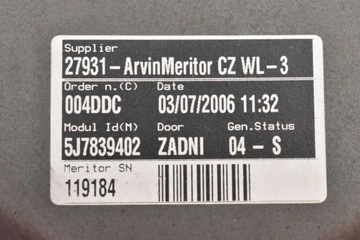 Supplier
27931-ArvinMeritor CZ WL-3
Order n.(C) Date
004DDC 03/07/2006 11:32
Modul Id(M) Door Gen.Status
5J7839402 ZADNI 04-S
Meritor SN
119184